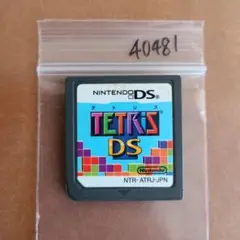 40481
NINTENDO DS
テトリス
TETRIS
DS
Nintendo
NTR-ATRJ-JPN